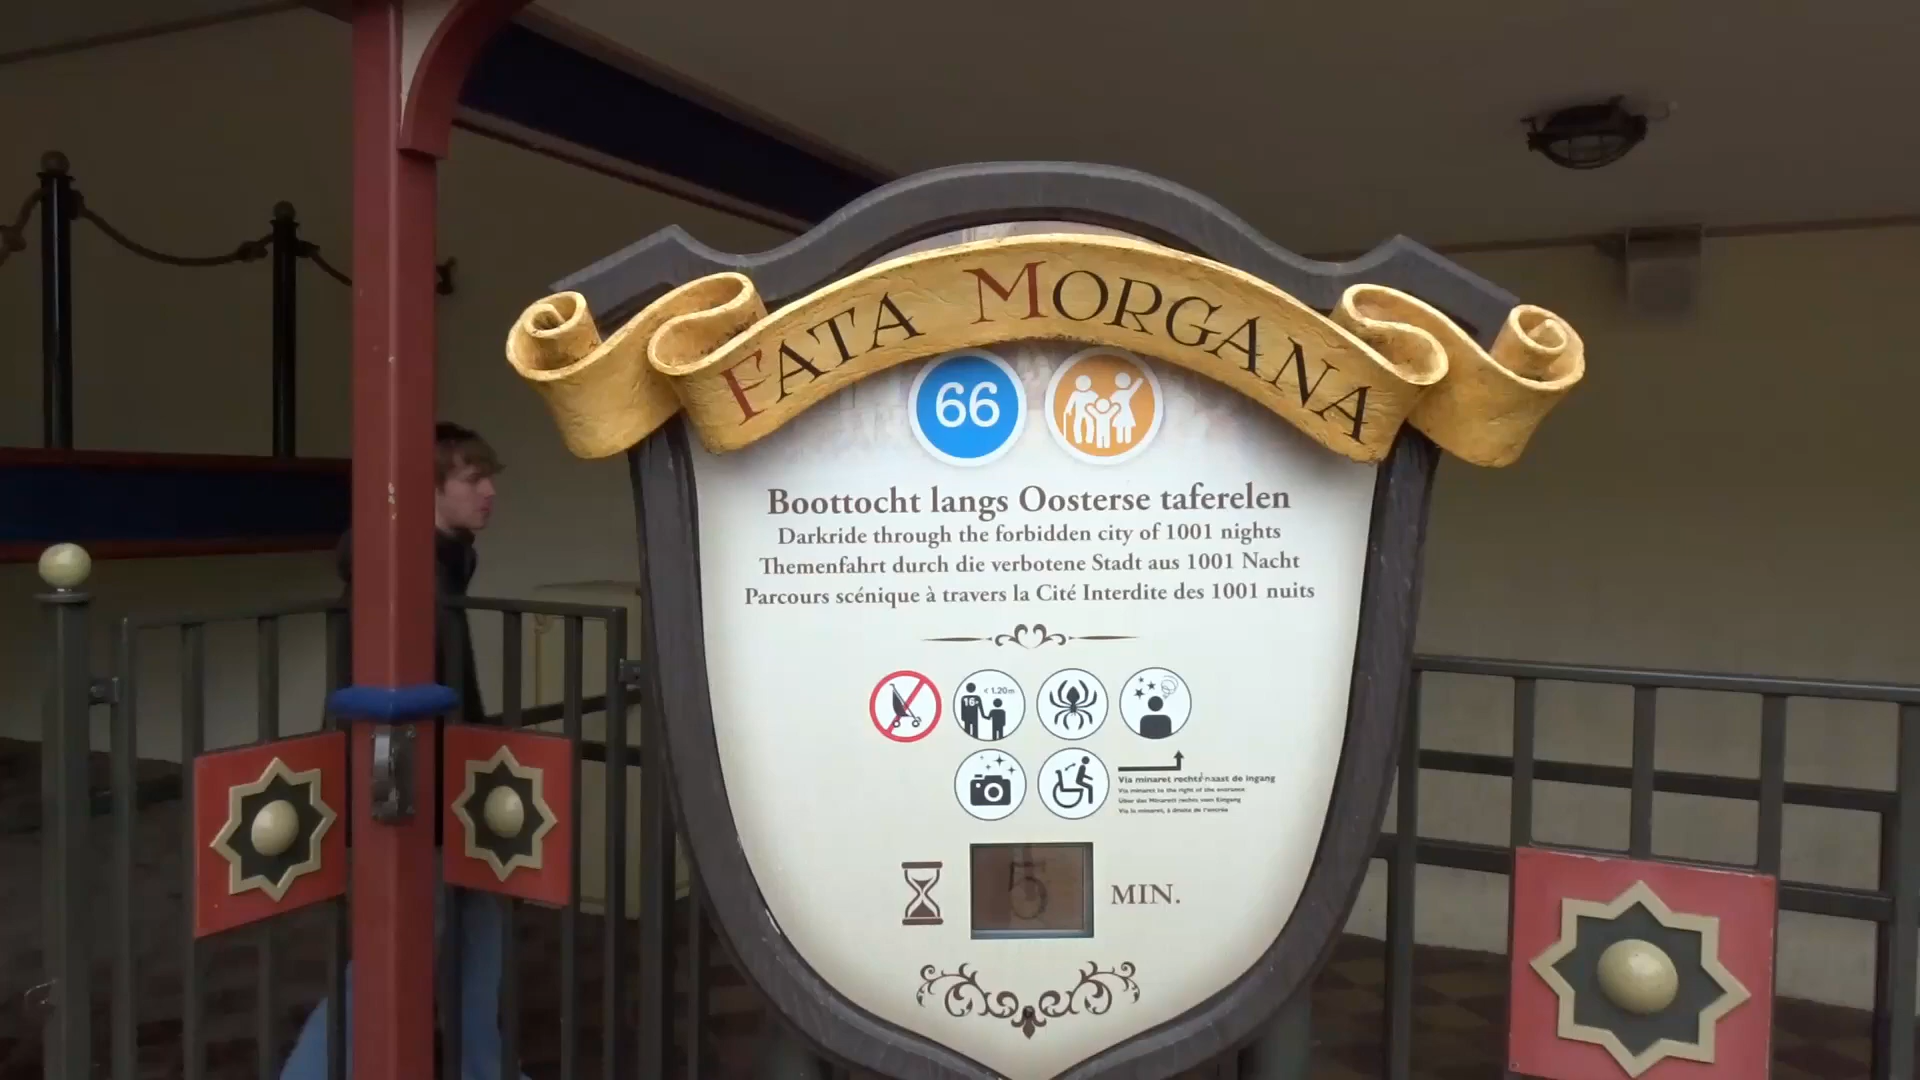 FATA MORGANA
66
Boottocht langs Oosterse taferelen
Darkride through the forbidden city of 1001 nights
Themenfahrt durch die verbotene Stadt aus 1001 Nacht
Parcours scénique à travers la Cité Interdite des 1001 nuits
< 1.20m
16+
Via minaret rechts naast de ingang
Via minaret to the right of the entrance
Über das Minarett rechts vom Eingang
Via le minaret, à droite de l'entrée
5 MIN.